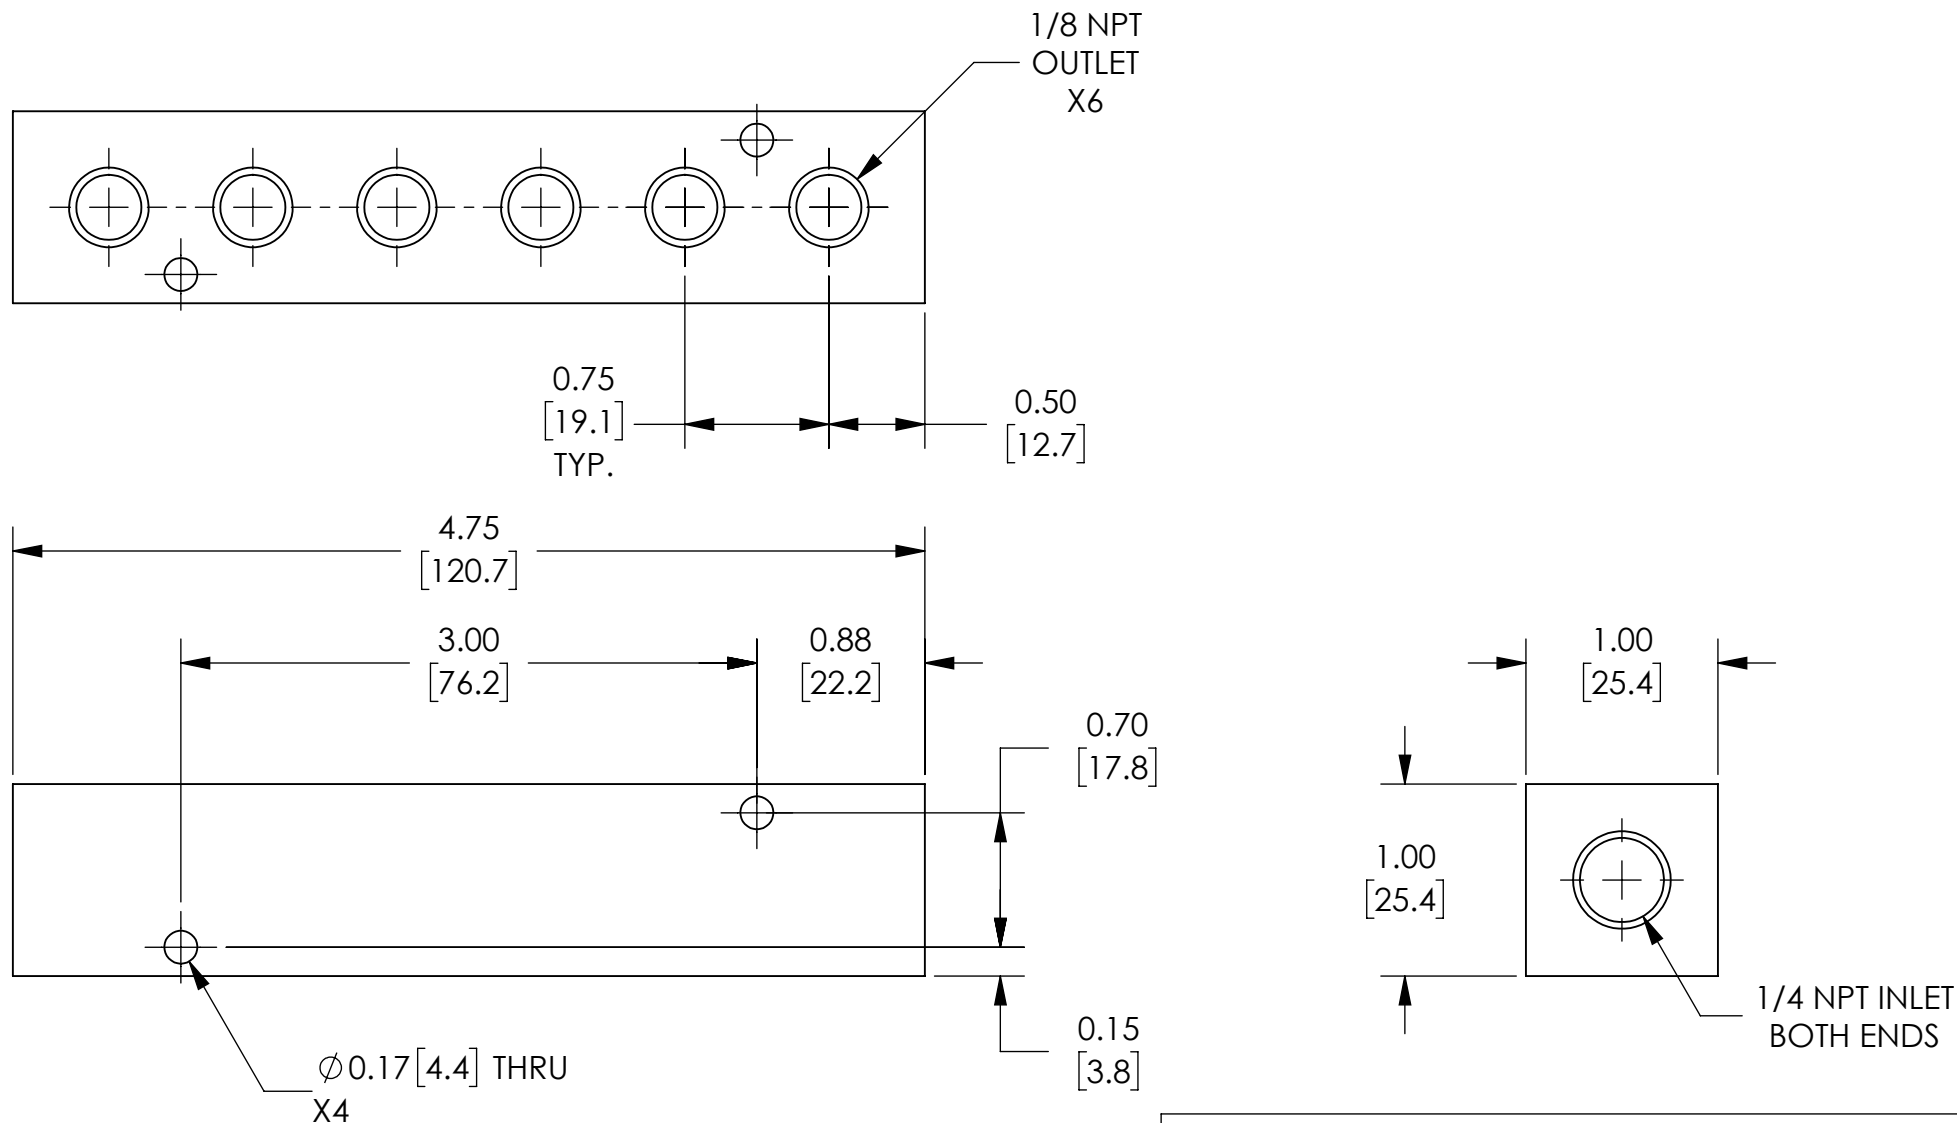 1/8 NPT
OUTLET
X6
0.75
[19.1]
TYP.
0.50
[12.7]
4.75
[120.7]
3.00
[76.2]
0.88
[22.2]
0.70
[17.8]
1.00
[25.4]
1.00
[25.4]
0.15
[3.8]
1/4 NPT INLET
BOTH ENDS
∅0.17[4.4] THRU
X4